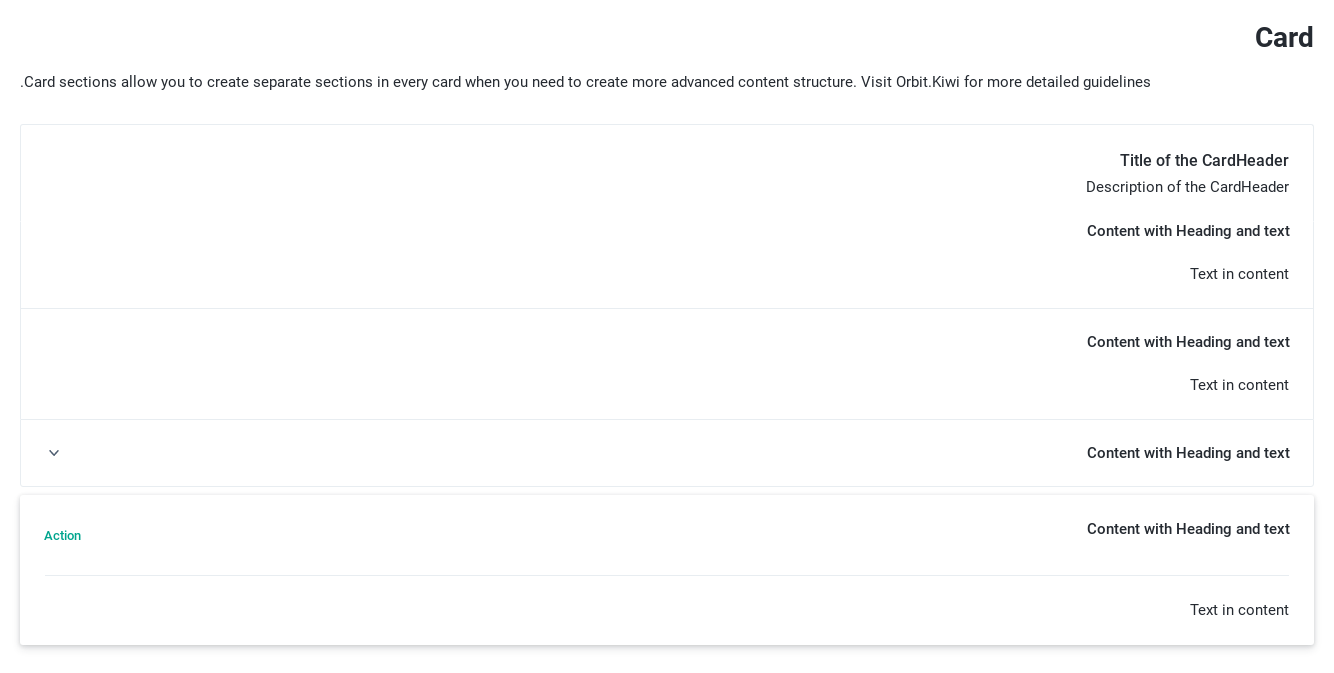 Card
.Card sections allow you to create separate sections in every card when you need to create more advanced content structure. Visit Orbit.Kiwi for more detailed guidelines
Title of the CardHeader
Description of the CardHeader
Content with Heading and text
Text in content
Content with Heading and text
Text in content
Content with Heading and text
Content with Heading and text
Action
Text in content